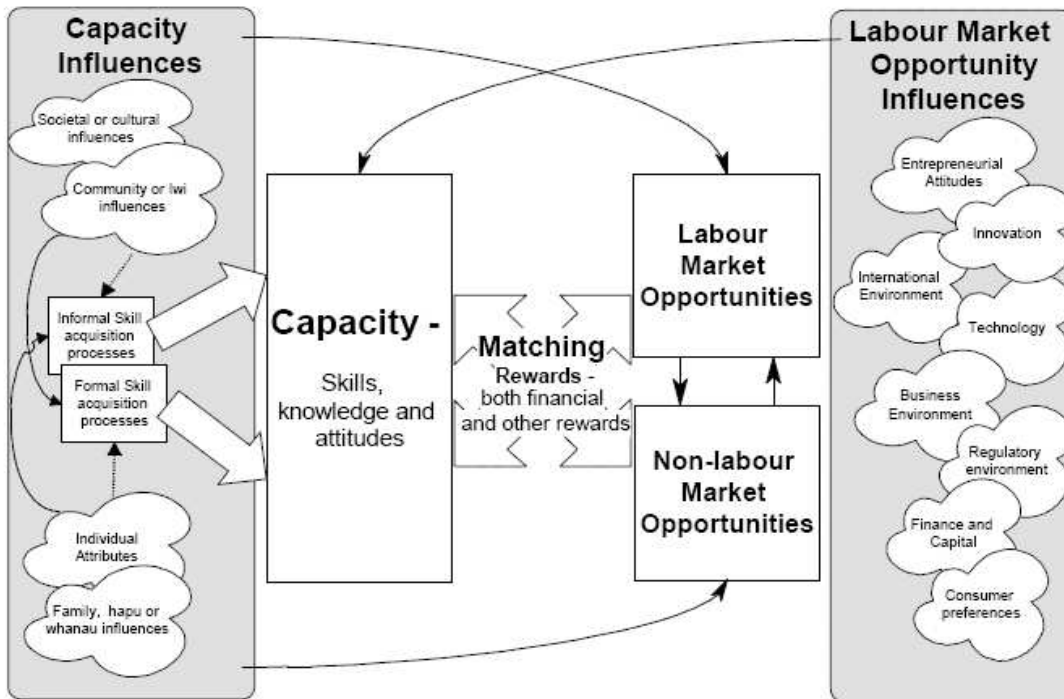 Capacity
Influences
Societal or cultural
influences
Community or Iwi
influences
Informal Skill
acquisition
processes
Formal Skill
acquisition
processes
Individual
Attributes
Family, hapu or
whanau influences
Capacity -
Skills,
knowledge and
attitudes
Matching
Rewards -
both financial
and other rewards
Labour
Market
Opportunities
Non-labour
Market
Opportunities
Labour Market
Opportunity
Influences
Entrepreneurial
Attitudes
Innovation
International
Environment
Technology
Business
Environment
Regulatory
environment
Finance and
Capital
Consumer
preferences